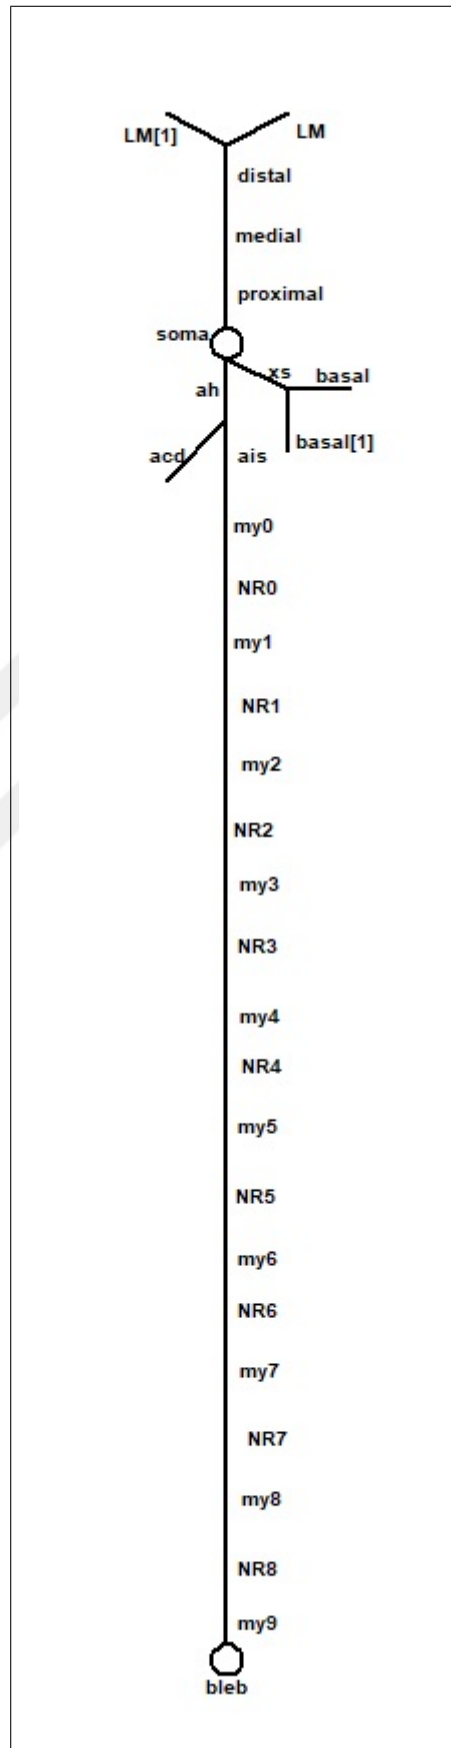 LM[1]
LM
distal
medial
proximal
soma
xs
basal
ah
basal[1]
acd
ais
my0
NR0
my1
NR1
my2
NR2
my3
NR3
my4
NR4
my5
NR5
my6
NR6
my7
NR7
my8
NR8
my9
bleb